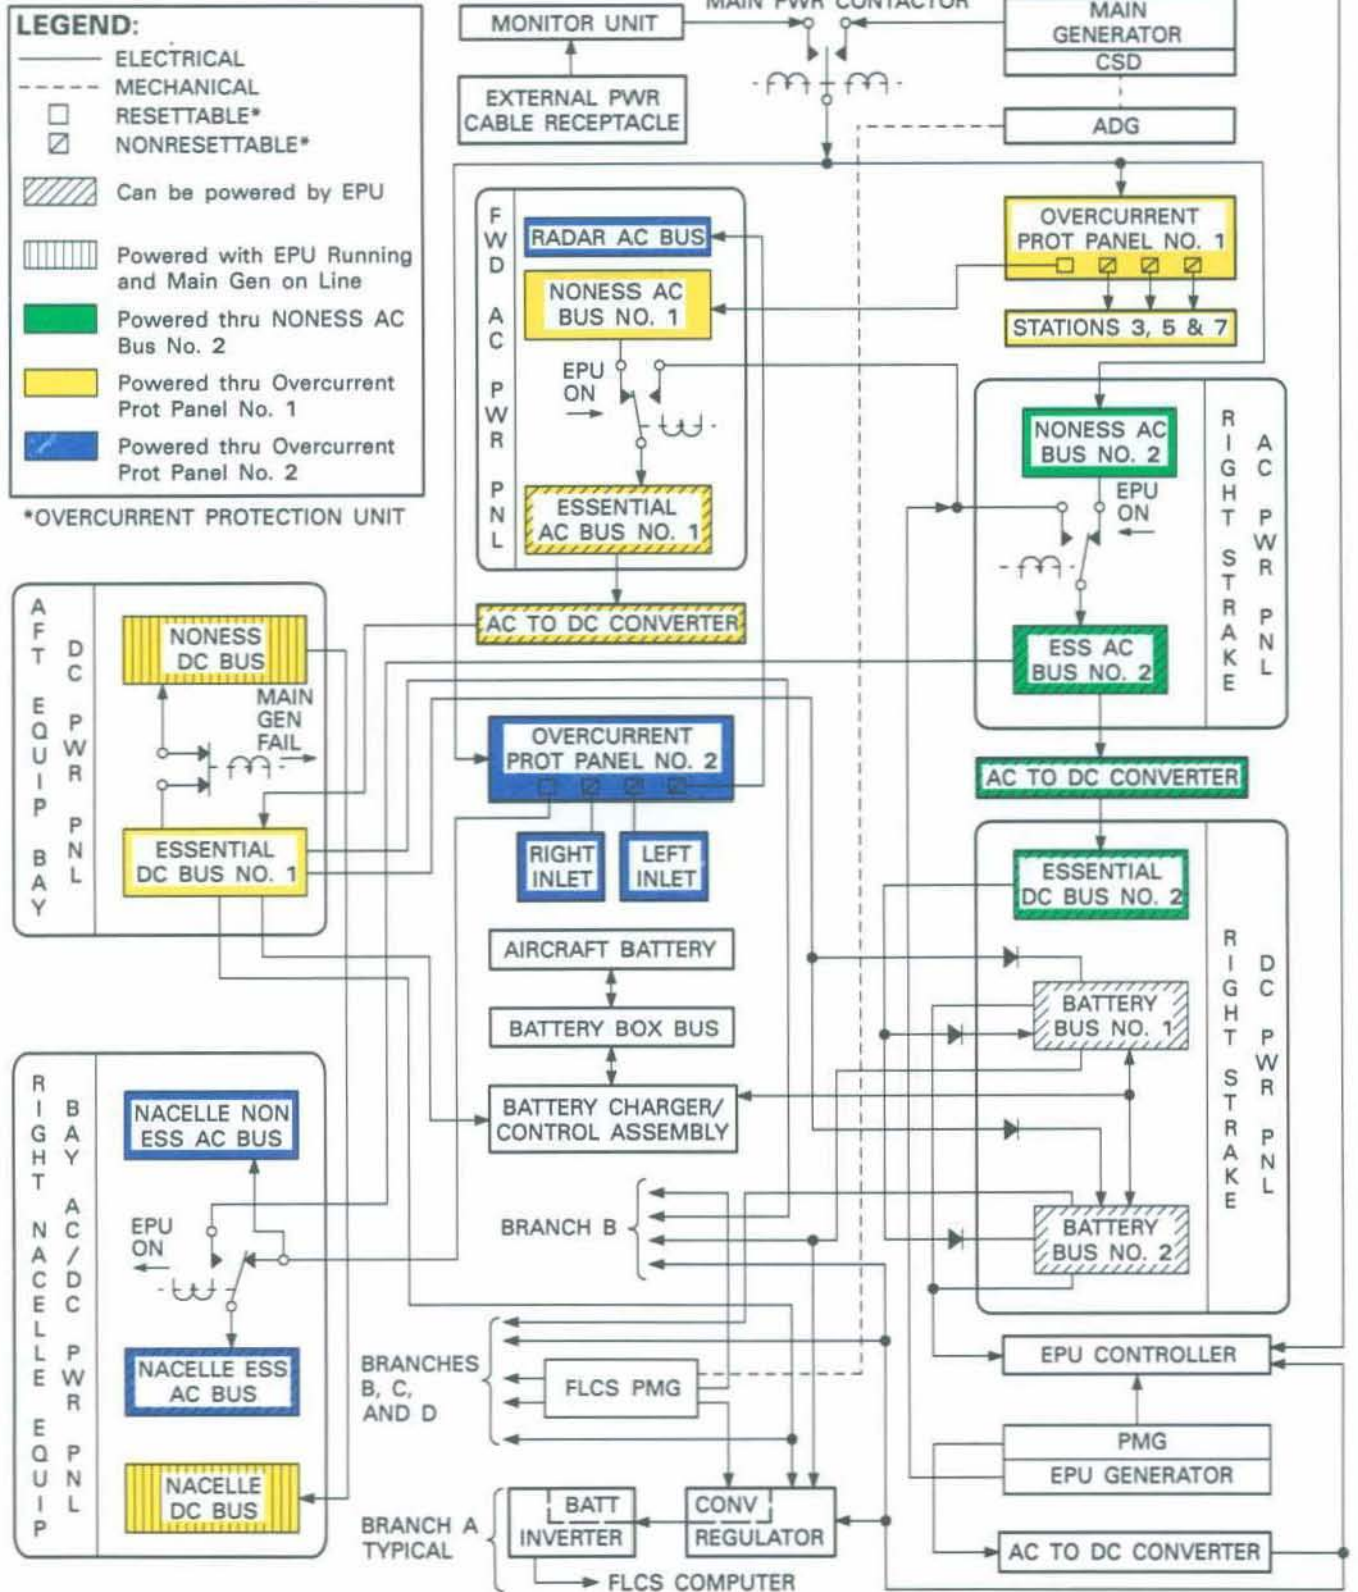 LEGEND:
ELECTRICAL
MECHANICAL
RESETTABLE*
NONRESETTABLE*
Can be powered by EPU
Powered with EPU Running
and Main Gen on Line
Powered thru NONESS AC
Bus No. 2
Powered thru Overcurrent
Prot Panel No. 1
Powered thru Overcurrent
Prot Panel No. 2
*OVERCURRENT PROTECTION UNIT
MAIN PWR CONTACTOR
MONITOR UNIT
EXTERNAL PWR
CABLE RECEPTACLE
MAIN
GENERATOR
CSD
ADG
FWD AC PWR PNL
RADAR AC BUS
NONESS AC
BUS NO. 1
EPU
ON
ESSENTIAL
AC BUS NO. 1
OVERCURRENT
PROT PANEL NO. 1
STATIONS 3, 5 & 7
RIGHT STRAKE
AC PWR PNL
NONESS AC
BUS NO. 2
EPU
ON
ESS AC
BUS NO. 2
AC TO DC CONVERTER
AFT EQUIP BAY
DC PWR PNL
NONESS
DC BUS
MAIN
GEN
FAIL
ESSENTIAL
DC BUS NO. 1
OVERCURRENT
PROT PANEL NO. 2
RIGHT
INLET
LEFT
INLET
AC TO DC CONVERTER
ESSENTIAL
DC BUS NO. 2
RIGHT STRAKE
DC PWR PNL
BATTERY
BUS NO. 1
BATTERY
BUS NO. 2
AIRCRAFT BATTERY
BATTERY BOX BUS
BATTERY CHARGER/
CONTROL ASSEMBLY
RIGHT NACELLE EQUIP
BAY AC/DC PWR PNL
NACELLE NON
ESS AC BUS
EPU
ON
NACELLE ESS
AC BUS
NACELLE
DC BUS
BRANCH B
BRANCHES
B, C,
AND D
FLCS PMG
EPU CONTROLLER
PMG
EPU GENERATOR
AC TO DC CONVERTER
BRANCH A
TYPICAL
BATT
INVERTER
CONV
REGULATOR
FLCS COMPUTER